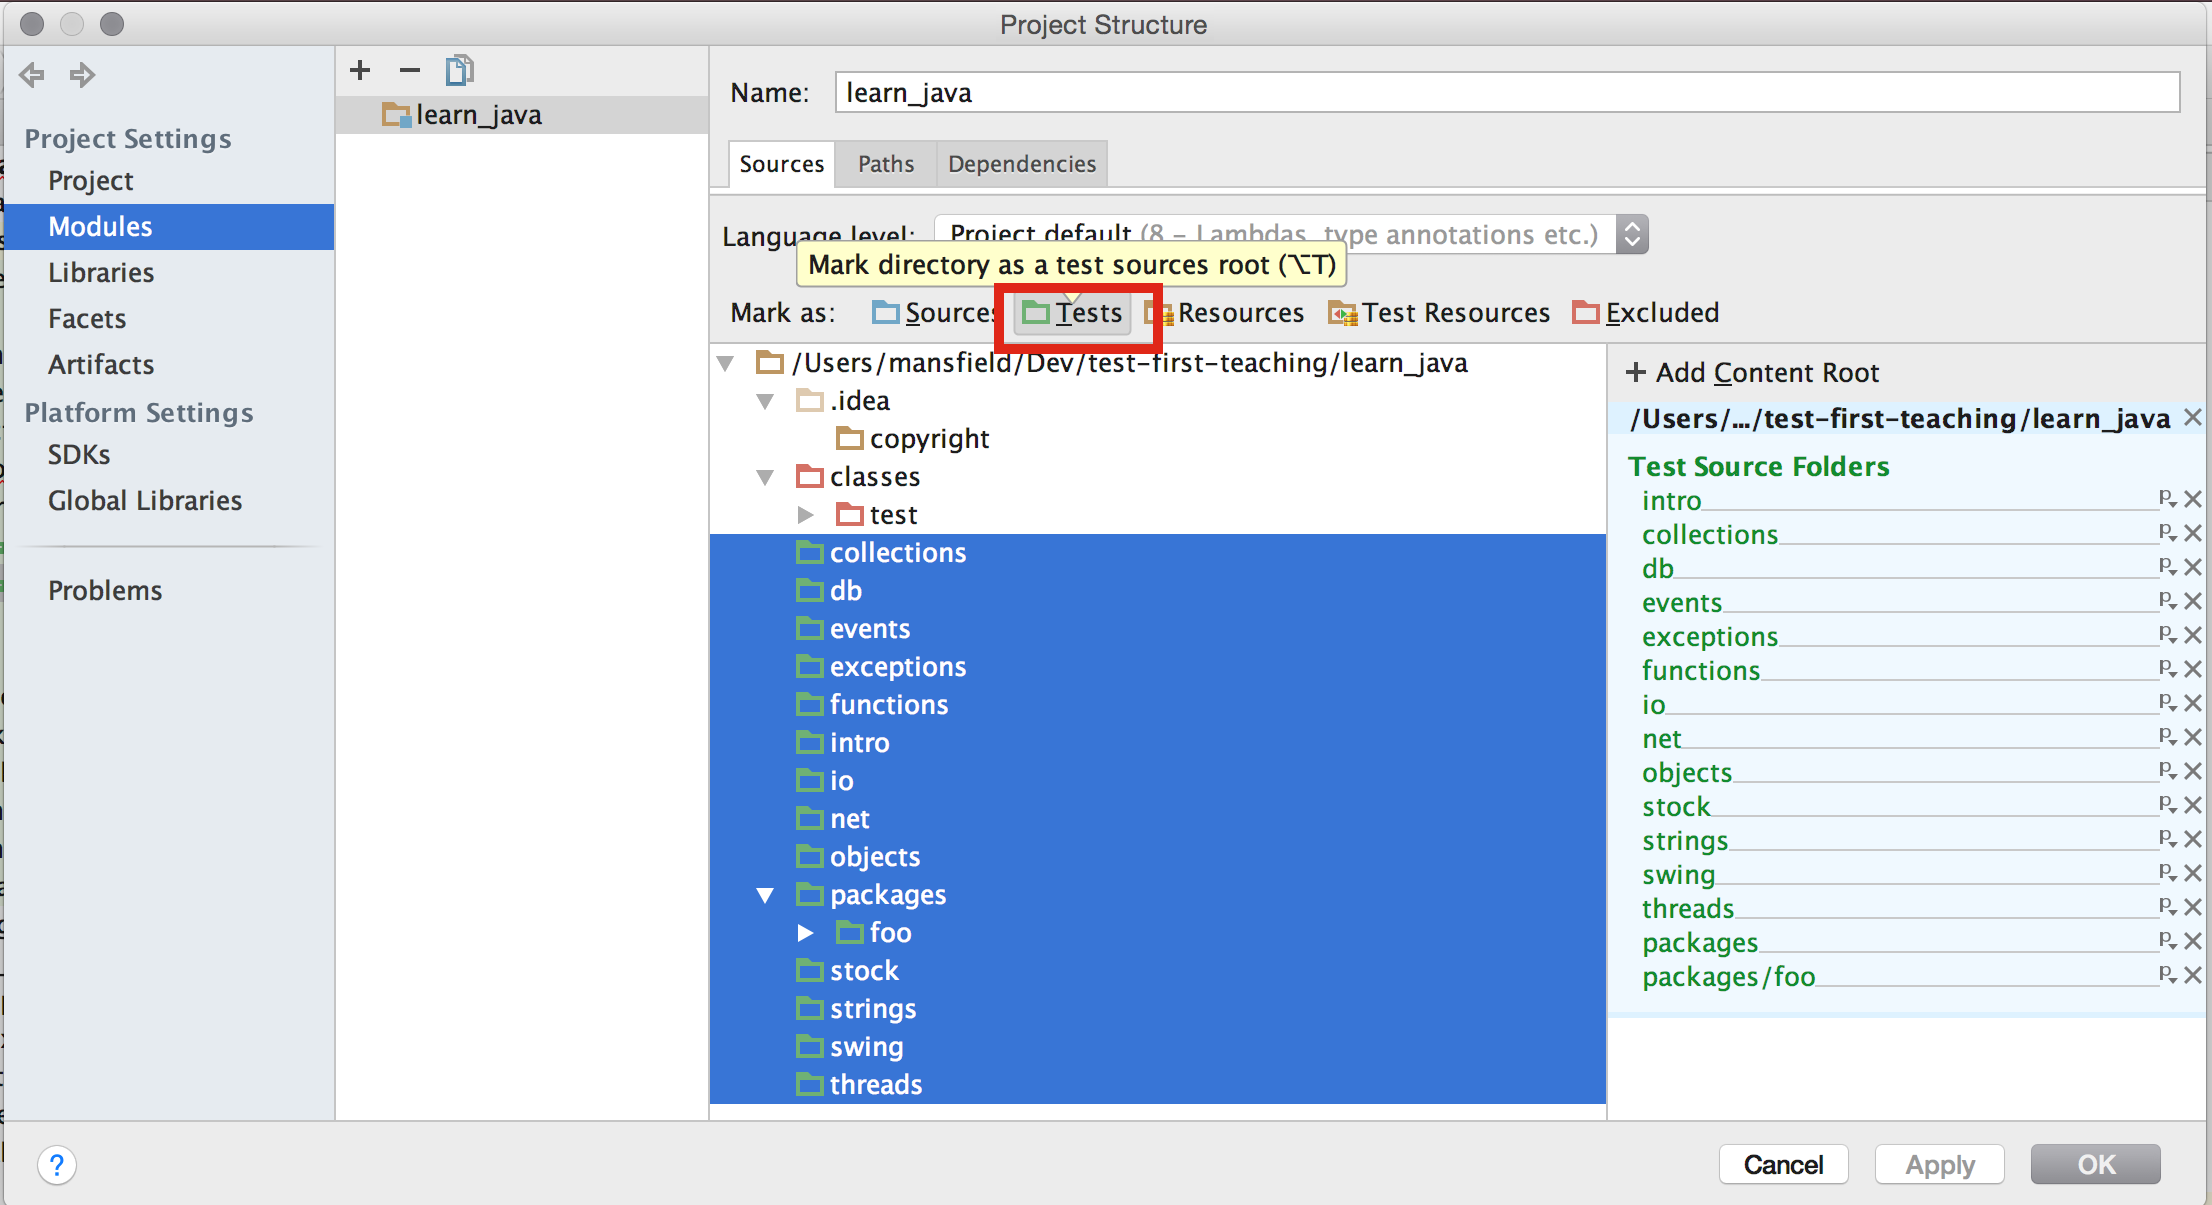 Project Structure
Project Settings
Project
Modules
Libraries
Facets
Artifacts
Platform Settings
SDKs
Global Libraries
Problems
learn_java
Name: learn_java
Sources Paths Dependencies
Language level: Project default (8 – Lambdas, type annotations etc.)
Mark directory as a test sources root (⌥T)
Mark as: Sources Tests Resources Test Resources Excluded
/Users/mansfield/Dev/test-first-teaching/learn_java
.idea
copyright
classes
test
collections
db
events
exceptions
functions
intro
io
net
objects
packages
foo
stock
strings
swing
threads
+ Add Content Root
/Users/.../test-first-teaching/learn_java
Test Source Folders
intro
collections
db
events
exceptions
functions
io
net
objects
stock
strings
swing
threads
packages
packages/foo
? Cancel Apply OK